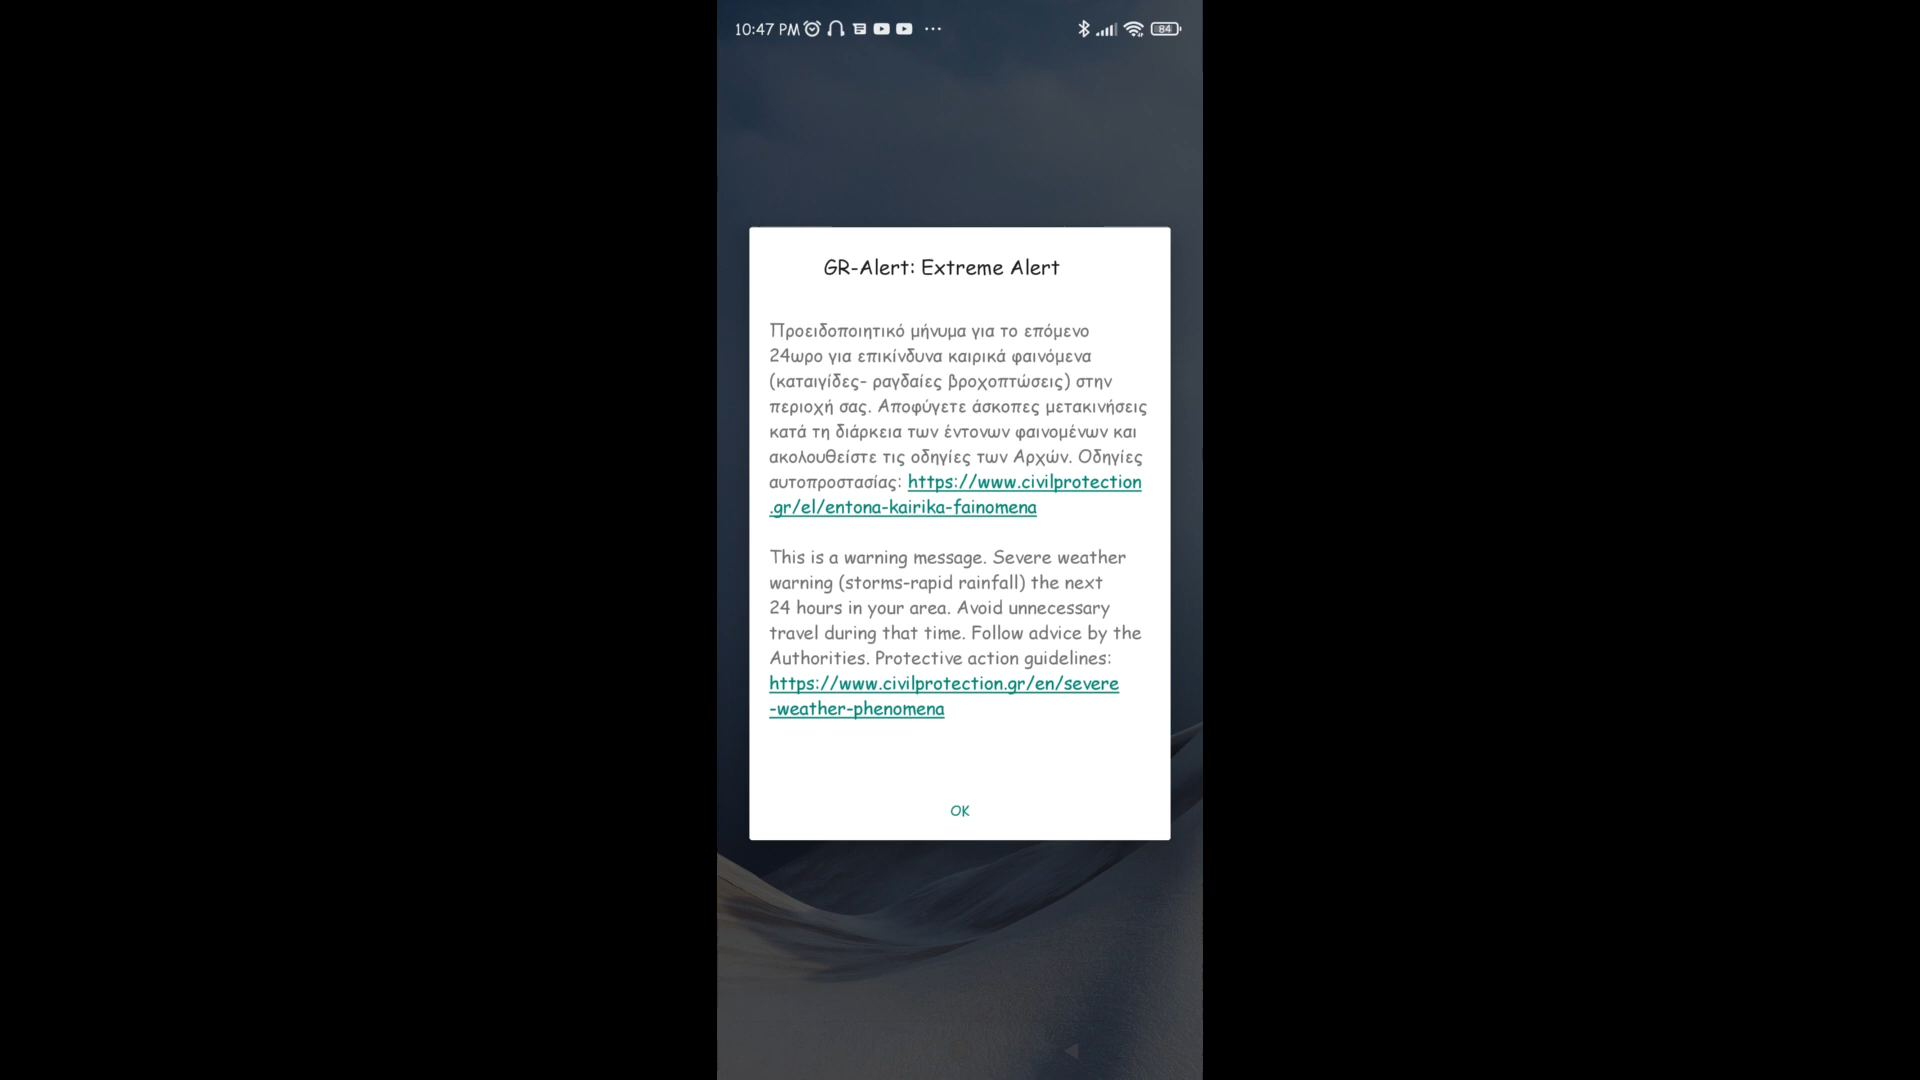 10:47 PM
84
GR-Alert: Extreme Alert
Προειδοποιητικό μήνυμα για το επόμενο
24ωρο για επικίνδυνα καιρικά φαινόμενα
(καταιγίδες- ραγδαίες βροχοπτώσεις) στην
περιοχή σας. Αποφύγετε άσκοπες μετακινήσεις
κατά τη διάρκεια των έντονων φαινομένων και
ακολουθείστε τις οδηγίες των Αρχών. Οδηγίες
αυτοπροστασίας: https://www.civilprotection
.gr/el/entona-kairika-fainomena
This is a warning message. Severe weather
warning (storms-rapid rainfall) the next
24 hours in your area. Avoid unnecessary
travel during that time. Follow advice by the
Authorities. Protective action guidelines:
https://www.civilprotection.gr/en/severe
-weather-phenomena
OK